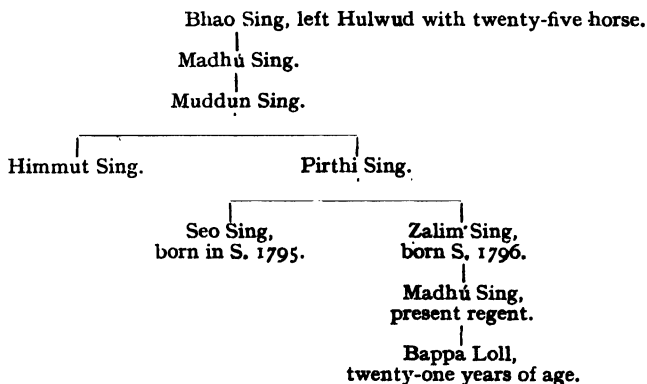 Bhao Sing, left Hulwud with twenty-five horse.
Madhú Sing.
Muddun Sing.
Himmut Sing. Pirthi Sing.
Seo Sing, Zalim Sing,
born in S. 1795. born S. 1796.
Madhú Sing,
present regent.
Bappa Loll,
twenty-one years of age.